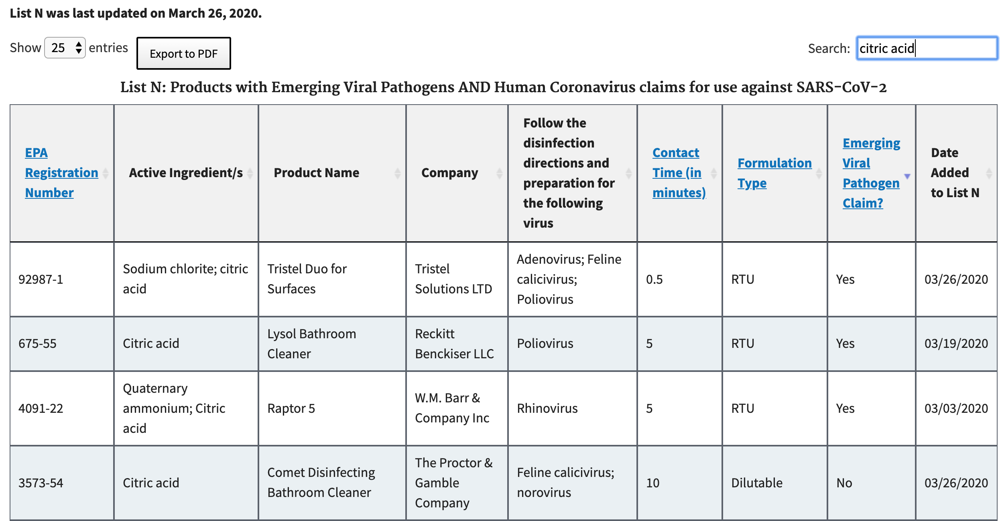 List N was last updated on March 26, 2020.
Show 25 entries Export to PDF Search: citric acid
List N: Products with Emerging Viral Pathogens AND Human Coronavirus claims for use against SARS-CoV-2
EPA
Registration
Number
Active Ingredient/s
Product Name
Company
Follow the
disinfection
directions and
preparation for
the following
virus
Contact
Time (in
minutes)
Formulation
Type
Emerging
Viral
Pathogen
Claim?
Date
Added
to List N
92987-1
Sodium chlorite; citric
acid
Tristel Duo for
Surfaces
Tristel
Solutions LTD
Adenovirus; Feline
calicivirus;
Poliovirus
0.5
RTU
Yes
03/26/2020
675-55
Citric acid
Lysol Bathroom
Cleaner
Reckitt
Benckiser LLC
Poliovirus
5
RTU
Yes
03/19/2020
4091-22
Quaternary
ammonium; Citric
acid
Raptor 5
W.M. Barr &
Company Inc
Rhinovirus
5
RTU
Yes
03/03/2020
3573-54
Citric acid
Comet Disinfecting
Bathroom Cleaner
The Proctor &
Gamble
Company
Feline calicivirus;
norovirus
10
Dilutable
No
03/26/2020